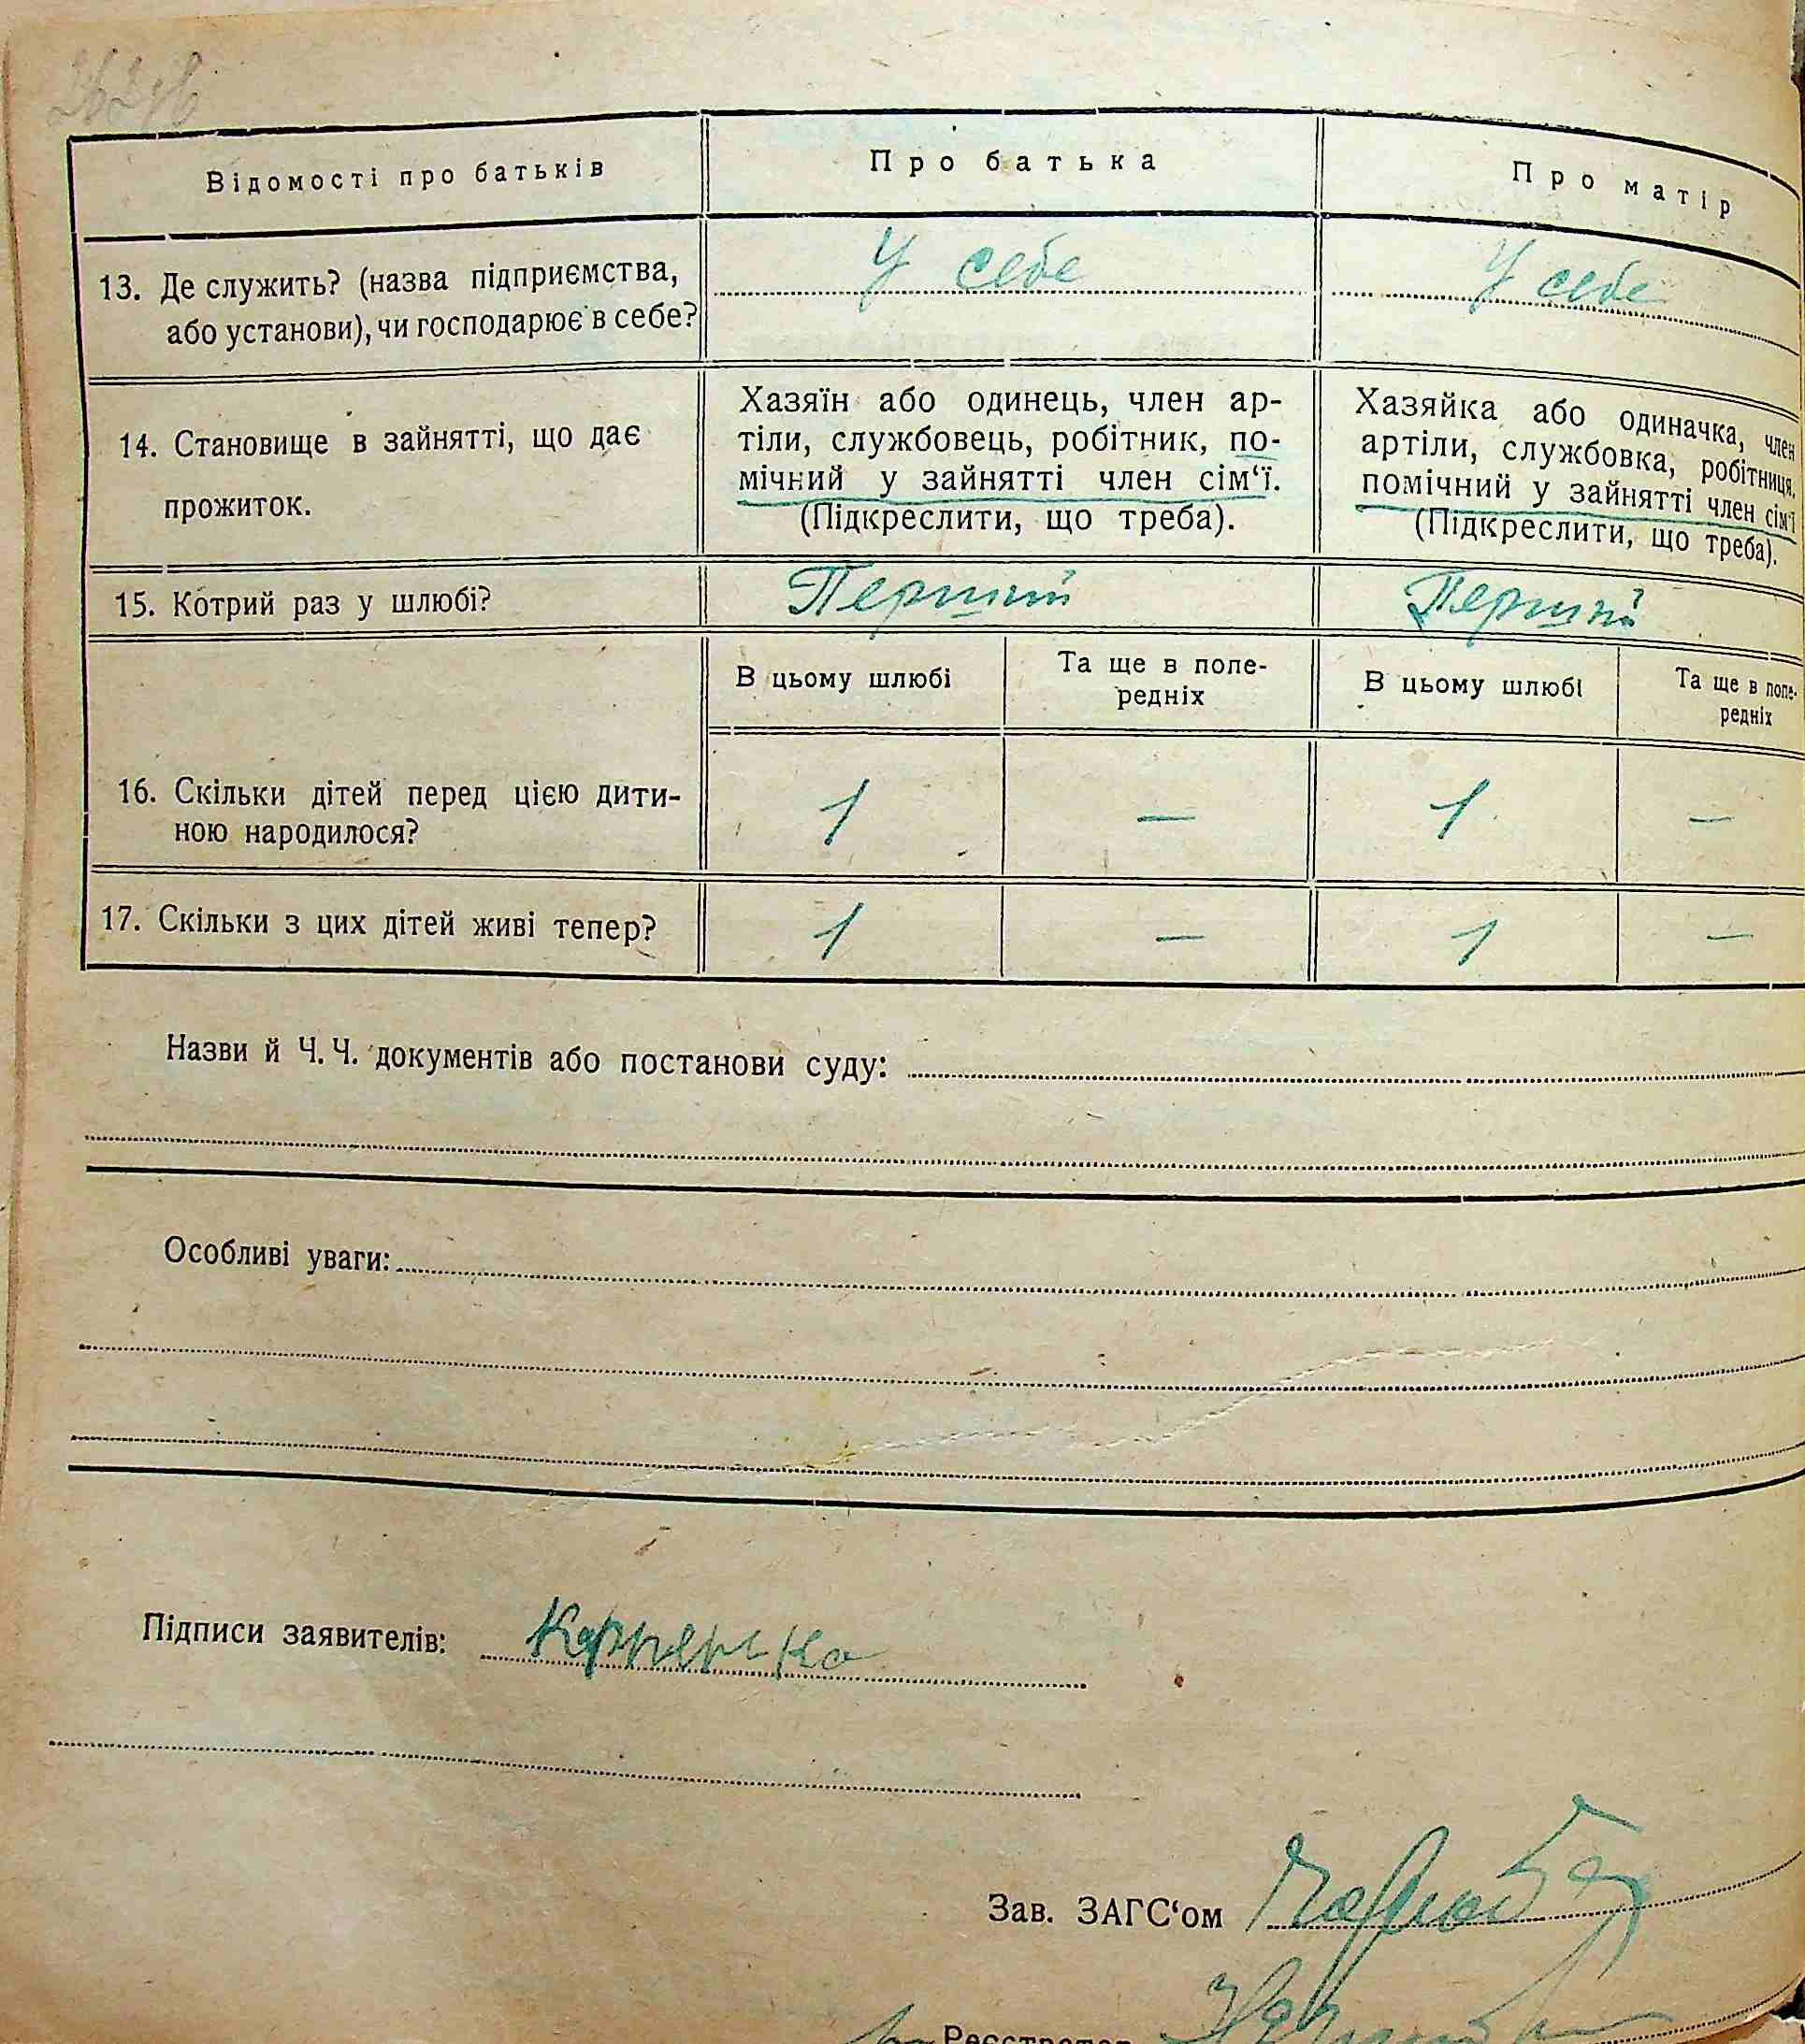 Відомості про батьків Про батька Про матір
13. Де служить? (назва підприємства, У себе У себе
або установи), чи господарює в себе?
14. Становище в зайнятті, що дає
прожиток.
Хазяїн або одинець, член ар-
тіли, службовець, робітник, по-
мічний у зайнятті член сім‘ї.
(Підкреслити, що треба).
Хазяйка або одиначка, член
артіли, службовка, робітниця,
помічний у зайнятті член сім‘ї
(Підкреслити, що треба).
15. Котрий раз у шлюбі? Перший Перший
В цьому шлюбі Та ще в попе-
редніх
В цьому шлюбі Та ще в попе-
редніх
16. Скільки дітей перед цією дити-
ною народилося? 1 — 1 —
17. Скільки з цих дітей живі тепер? 1 — 1 —
Назви й Ч. Ч. документів або постанови суду:
Особливі уваги:
Підписи заявителів:
Зав. ЗАГС‘ом
Реєстратор